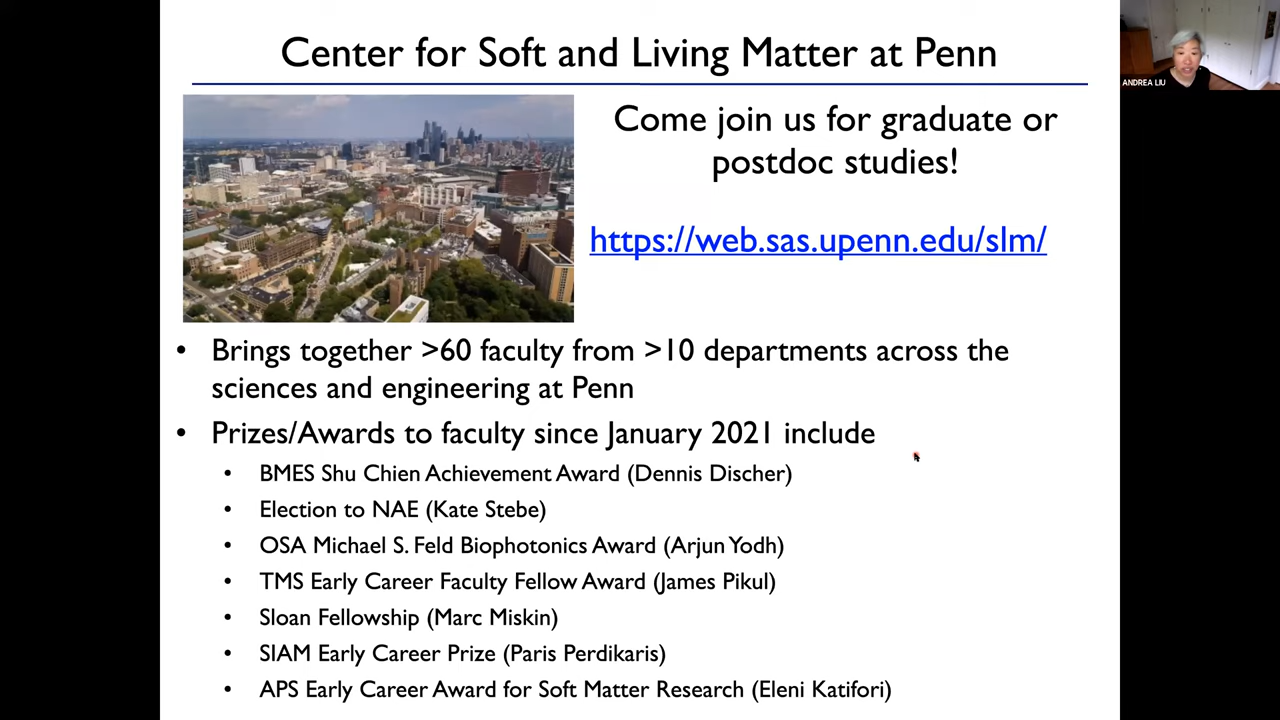 Center for Soft and Living Matter at Penn
ANDREA LIU
Come join us for graduate or
postdoc studies!
https://web.sas.upenn.edu/slm/
• Brings together >60 faculty from >10 departments across the
sciences and engineering at Penn
• Prizes/Awards to faculty since January 2021 include
• BMES Shu Chien Achievement Award (Dennis Discher)
• Election to NAE (Kate Stebe)
• OSA Michael S. Feld Biophotonics Award (Arjun Yodh)
• TMS Early Career Faculty Fellow Award (James Pikul)
• Sloan Fellowship (Marc Miskin)
• SIAM Early Career Prize (Paris Perdikaris)
• APS Early Career Award for Soft Matter Research (Eleni Katifori)